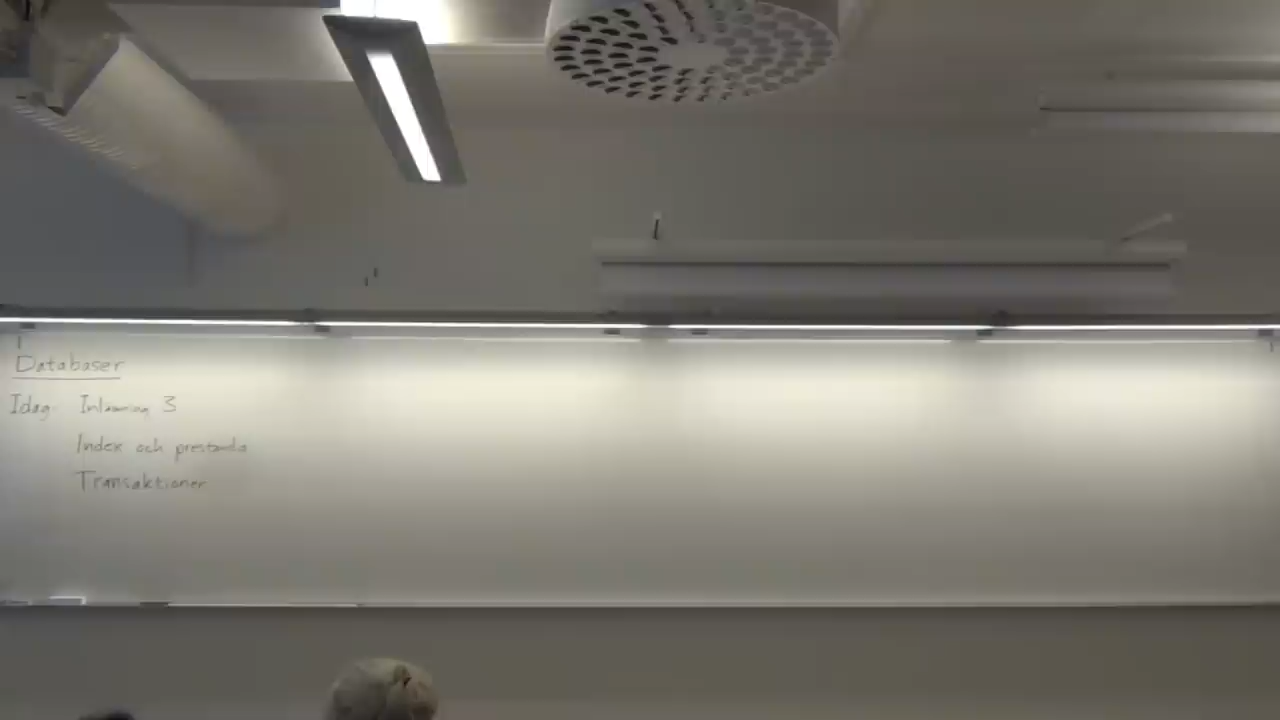 Databaser
Idag: Inlämning 3
Index och prestanda
Transaktioner